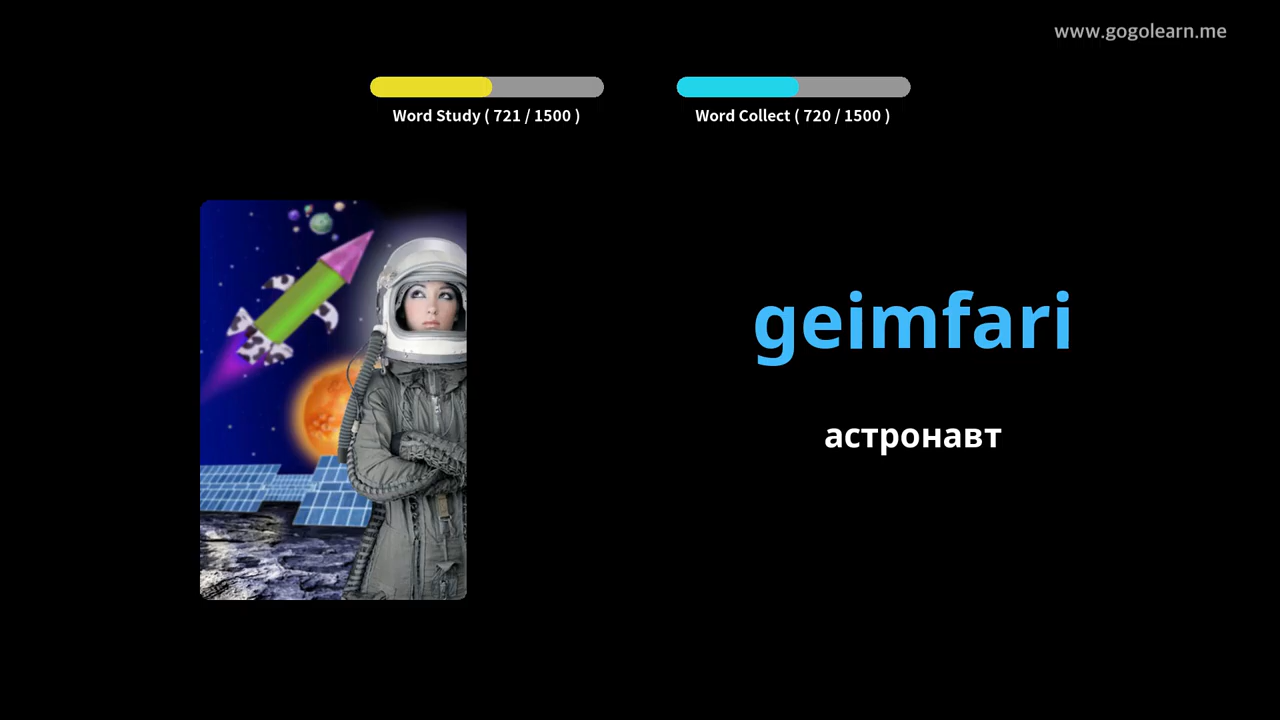 www.gogolearn.me
Word Study ( 721 / 1500 )
Word Collect ( 720 / 1500 )
geimfari
астронавт